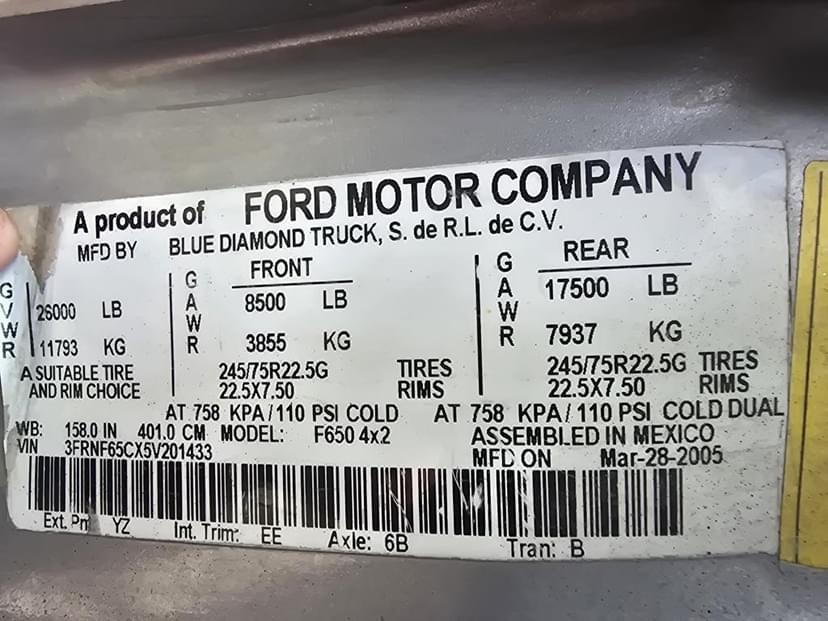 A product of FORD MOTOR COMPANY
MFD BY BLUE DIAMOND TRUCK, S. de R.L. de C.V.
GVWR 26000 LB 11793 KG
GAWR FRONT 8500 LB 3855 KG
GAWR REAR 17500 LB 7937 KG
A SUITABLE TIRE 245/75R22.5G TIRES 245/75R22.5G TIRES
AND RIM CHOICE 22.5X7.50 RIMS 22.5X7.50 RIMS
AT 758 KPA/110 PSI COLD AT 758 KPA/110 PSI COLD DUAL
WB: 158.0 IN 401.0 CM MODEL: F650 4x2 ASSEMBLED IN MEXICO
VIN 3FRNF65CX5V201433 MFD ON Mar-28-2005
Ext. Pnt YZ Int. Trim: EE Axle: 6B Tran: B